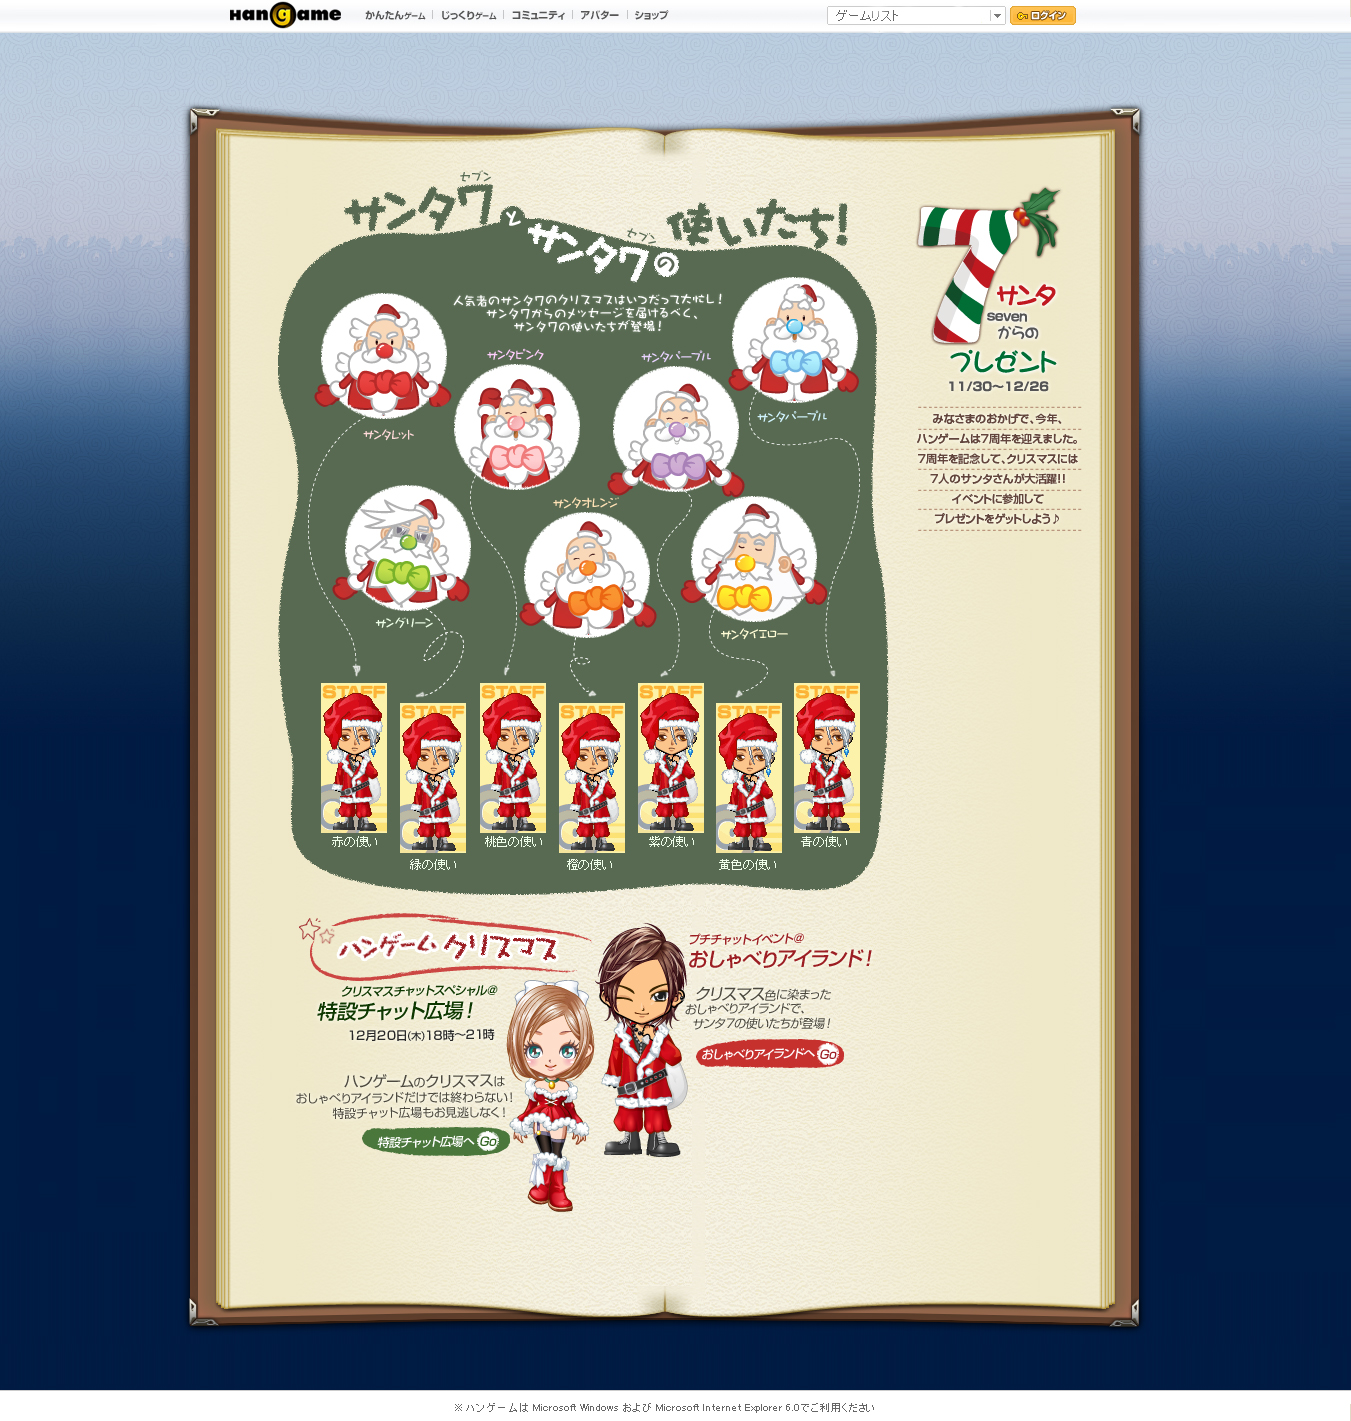 Hangame
かんたんゲーム
じっくりゲーム
コミュニティ
アバター
ショップ
ゲームリスト
ログイン
セブン
サンタワと
セブン
サンタワの
使いたち!
人気者のサンタワのクリスマスはいつだって大忙し!
サンタワからのメッセージを届けるべく、
サンタワの使いたちが登場!
サンタピンク
サンタパープル
サンタパーブル
サンタレット
サンタオレンジ
サングリーン
サンタイエロー
STAFF
STAFF
STAFF
STAFF
STAFF
STAFF
STAFF
赤の使い
桃色の使い
紫の使い
青の使い
緑の使い
橙の使い
黄色の使い
7
サンタ
seven
からの
プレゼント
11/30〜12/26
みなさまのおかげで、今年、
ハンゲームは7周年を迎えました。
7周年を記念して、クリスマスには
7人のサンタさんが大活躍!!
イベントに参加して
プレゼントをゲットしよう♪
ハンゲーム クリスマス
クリスマスチャットスペシャル@
特設チャット広場!
12月20日(木)18時〜21時
ハンゲームのクリスマスは
おしゃべりアイランドだけでは終わらない!
特設チャット広場もお見逃しなく!
特設チャット広場へ Go
プチチャットイベント@
おしゃべりアイランド!
クリスマス色に染まった
おしゃべりアイランドで、
サンタ7の使いたちが登場!
おしゃべりアイランドへ Go
※ ハンゲームは Microsoft Windows および Microsoft Internet Explorer 6.0でご利用ください